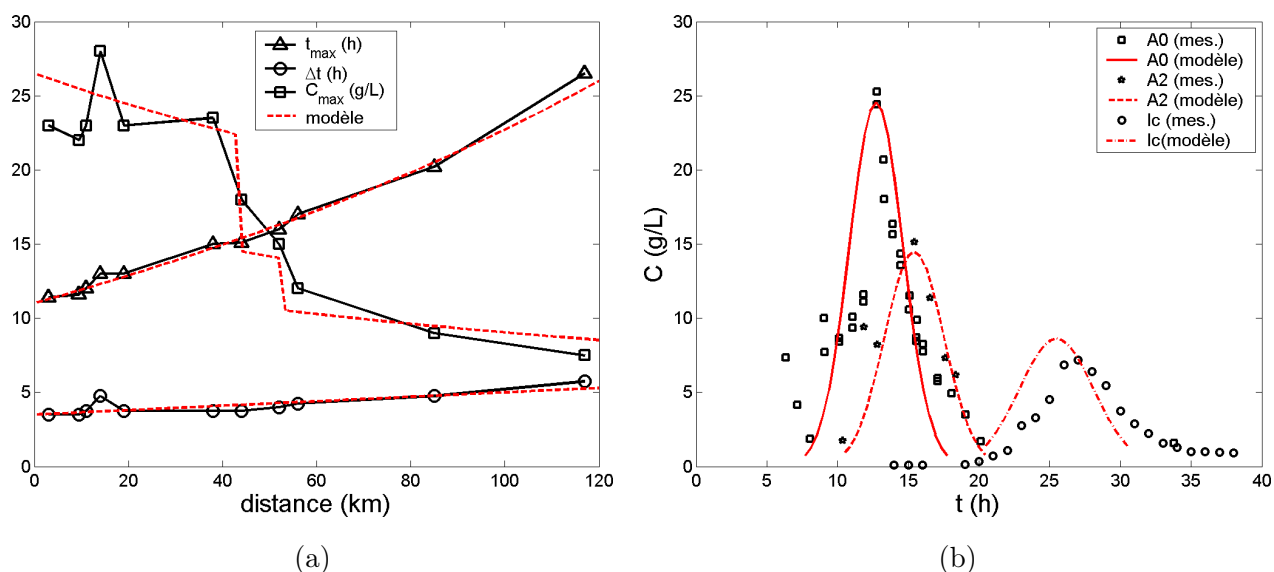 30
25
20
15
10
5
0
0
20
40
60
80
100
120
distance (km)
t_max (h)
Δt (h)
C_max (g/L)
modèle
(a)
30
25
20
15
10
5
0
C (g/L)
0
5
10
15
20
25
30
35
40
t (h)
A0 (mes.)
A0 (modèle)
A2 (mes.)
A2 (modèle)
Ic (mes.)
Ic(modèle)
(b)